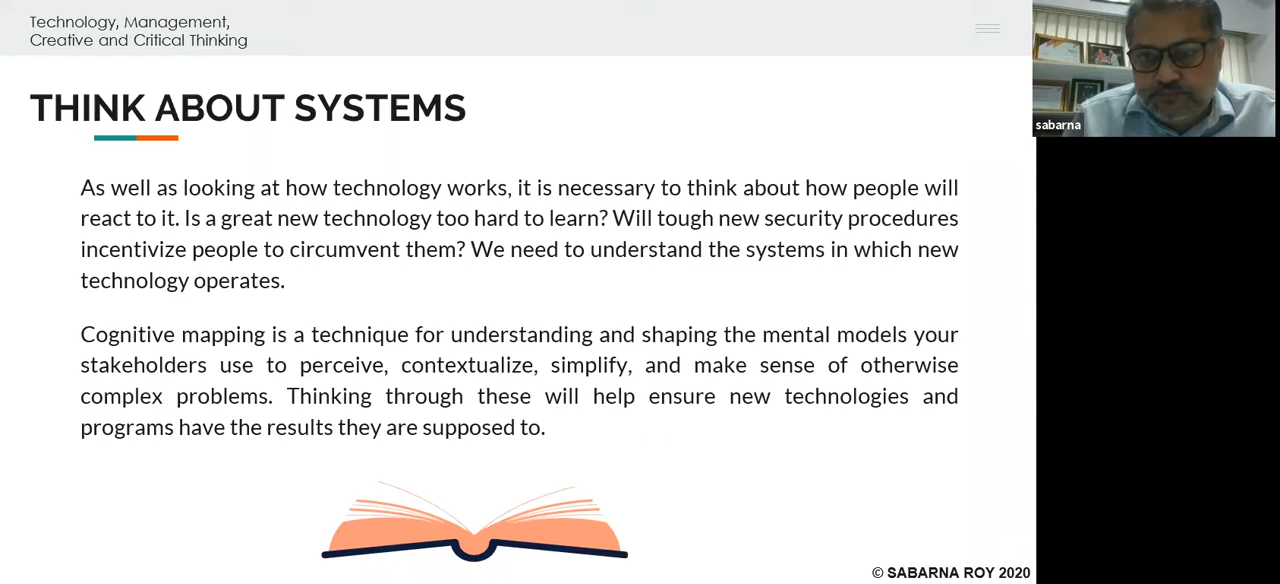 Technology, Management,
Creative and Critical Thinking
THINK ABOUT SYSTEMS
As well as looking at how technology works, it is necessary to think about how people will
react to it. Is a great new technology too hard to learn? Will tough new security procedures
incentivize people to circumvent them? We need to understand the systems in which new
technology operates.
Cognitive mapping is a technique for understanding and shaping the mental models your
stakeholders use to perceive, contextualize, simplify, and make sense of otherwise
complex problems. Thinking through these will help ensure new technologies and
programs have the results they are supposed to.
© SABARNA ROY 2020
sabarna